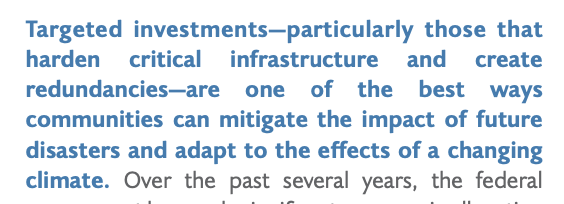 Targeted investments—particularly those that
harden critical infrastructure and create
redundancies—are one of the best ways
communities can mitigate the impact of future
disasters and adapt to the effects of a changing
climate. Over the past several years, the federal